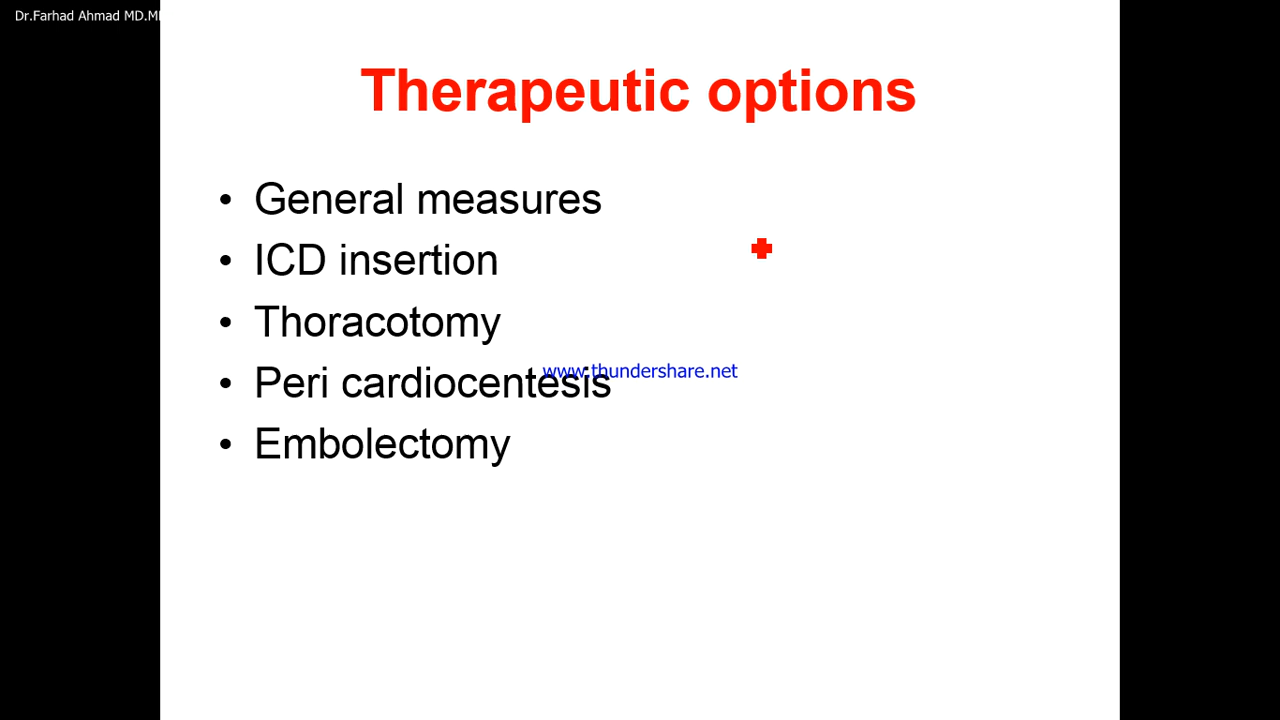 Dr.Farhad Ahmad MD.
Therapeutic options
• General measures
• ICD insertion
• Thoracotomy
• Peri cardiocentesis
www.thundershare.net
• Embolectomy